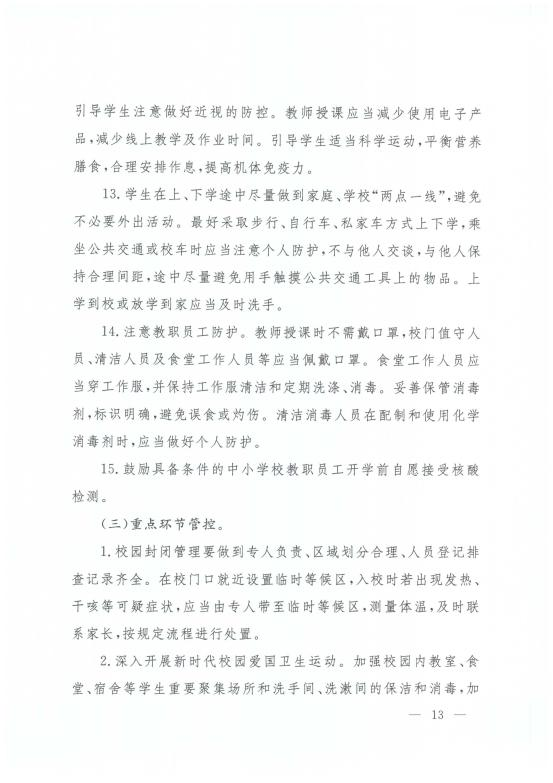 引导学生注意做好近视的防控。教师授课应当减少使用电子产
品,减少线上教学及作业时间。引导学生适当科学运动,平衡营养
膳食,合理安排作息,提高机体免疫力。
13.学生在上、下学途中尽量做到家庭、学校“两点一线”,避免
不必要外出活动。最好采取步行、自行车、私家车方式上下学,乘
坐公共交通或校车时应当注意个人防护,不与他人交谈,与他人保
持合理间距,途中尽量避免用手触摸公共交通工具上的物品。上
学到校或放学到家应当及时洗手。
14.注意教职员工防护。教师授课时不需戴口罩,校门值守人
员、清洁人员及食堂工作人员等应当佩戴口罩。食堂工作人员应
当穿工作服,并保持工作服清洁和定期洗涤、消毒。妥善保管消毒
剂,标识明确,避免误食或灼伤。清洁消毒人员在配制和使用化学
消毒剂时,应当做好个人防护。
15.鼓励具备条件的中小学校教职员工开学前自愿接受核酸
检测。
(三)重点环节管控。
1.校园封闭管理要做到专人负责、区域划分合理、人员登记排
查记录齐全。在校门口就近设置临时等候区,入校时若出现发热、
干咳等可疑症状,应当由专人带至临时等候区,测量体温,及时联
系家长,按规定流程进行处置。
2.深入开展新时代校园爱国卫生运动。加强校园内教室、食
堂、宿舍等学生重要聚集场所和洗手间、洗漱间的保洁和消毒,加
— 13 —